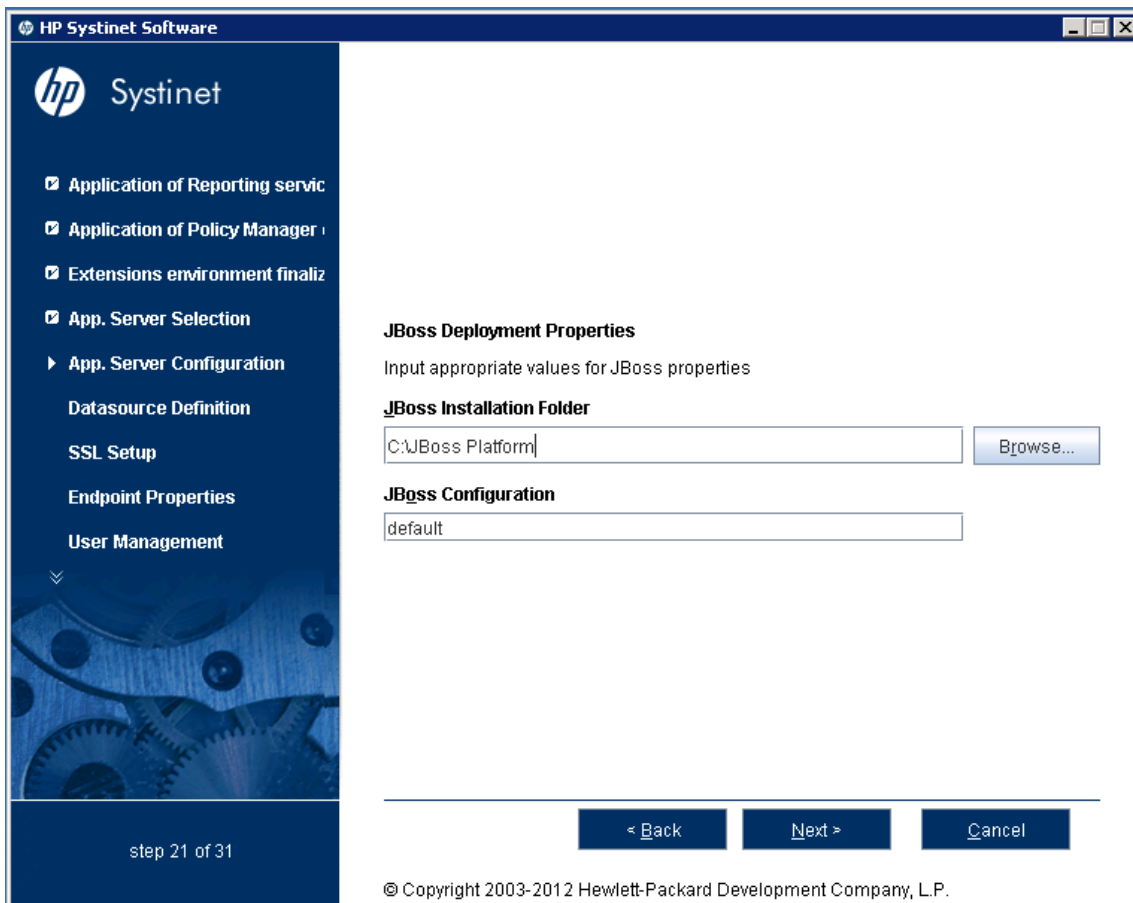 HP Systinet Software
hp Systinet
Application of Reporting servic
Application of Policy Manager
Extensions environment finaliz
App. Server Selection
App. Server Configuration
Datasource Definition
SSL Setup
Endpoint Properties
User Management
step 21 of 31
JBoss Deployment Properties
Input appropriate values for JBoss properties
JBoss Installation Folder
C:\JBoss Platform
Browse...
JBoss Configuration
default
< Back
Next >
Cancel
© Copyright 2003-2012 Hewlett-Packard Development Company, L.P.